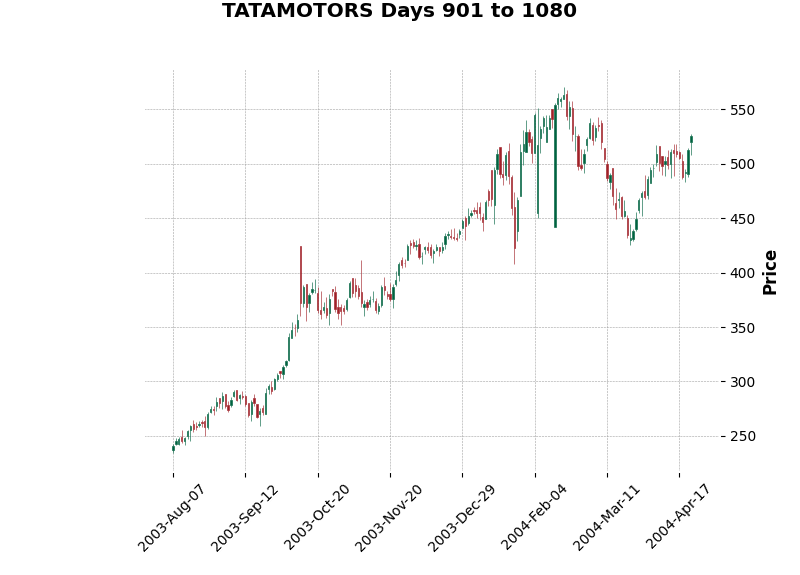 TATAMOTORS Days 901 to 1080
550
500
450
400
350
300
250
Price
2003-Aug-07
2003-Sep-12
2003-Oct-20
2003-Nov-20
2003-Dec-29
2004-Feb-04
2004-Mar-11
2004-Apr-17